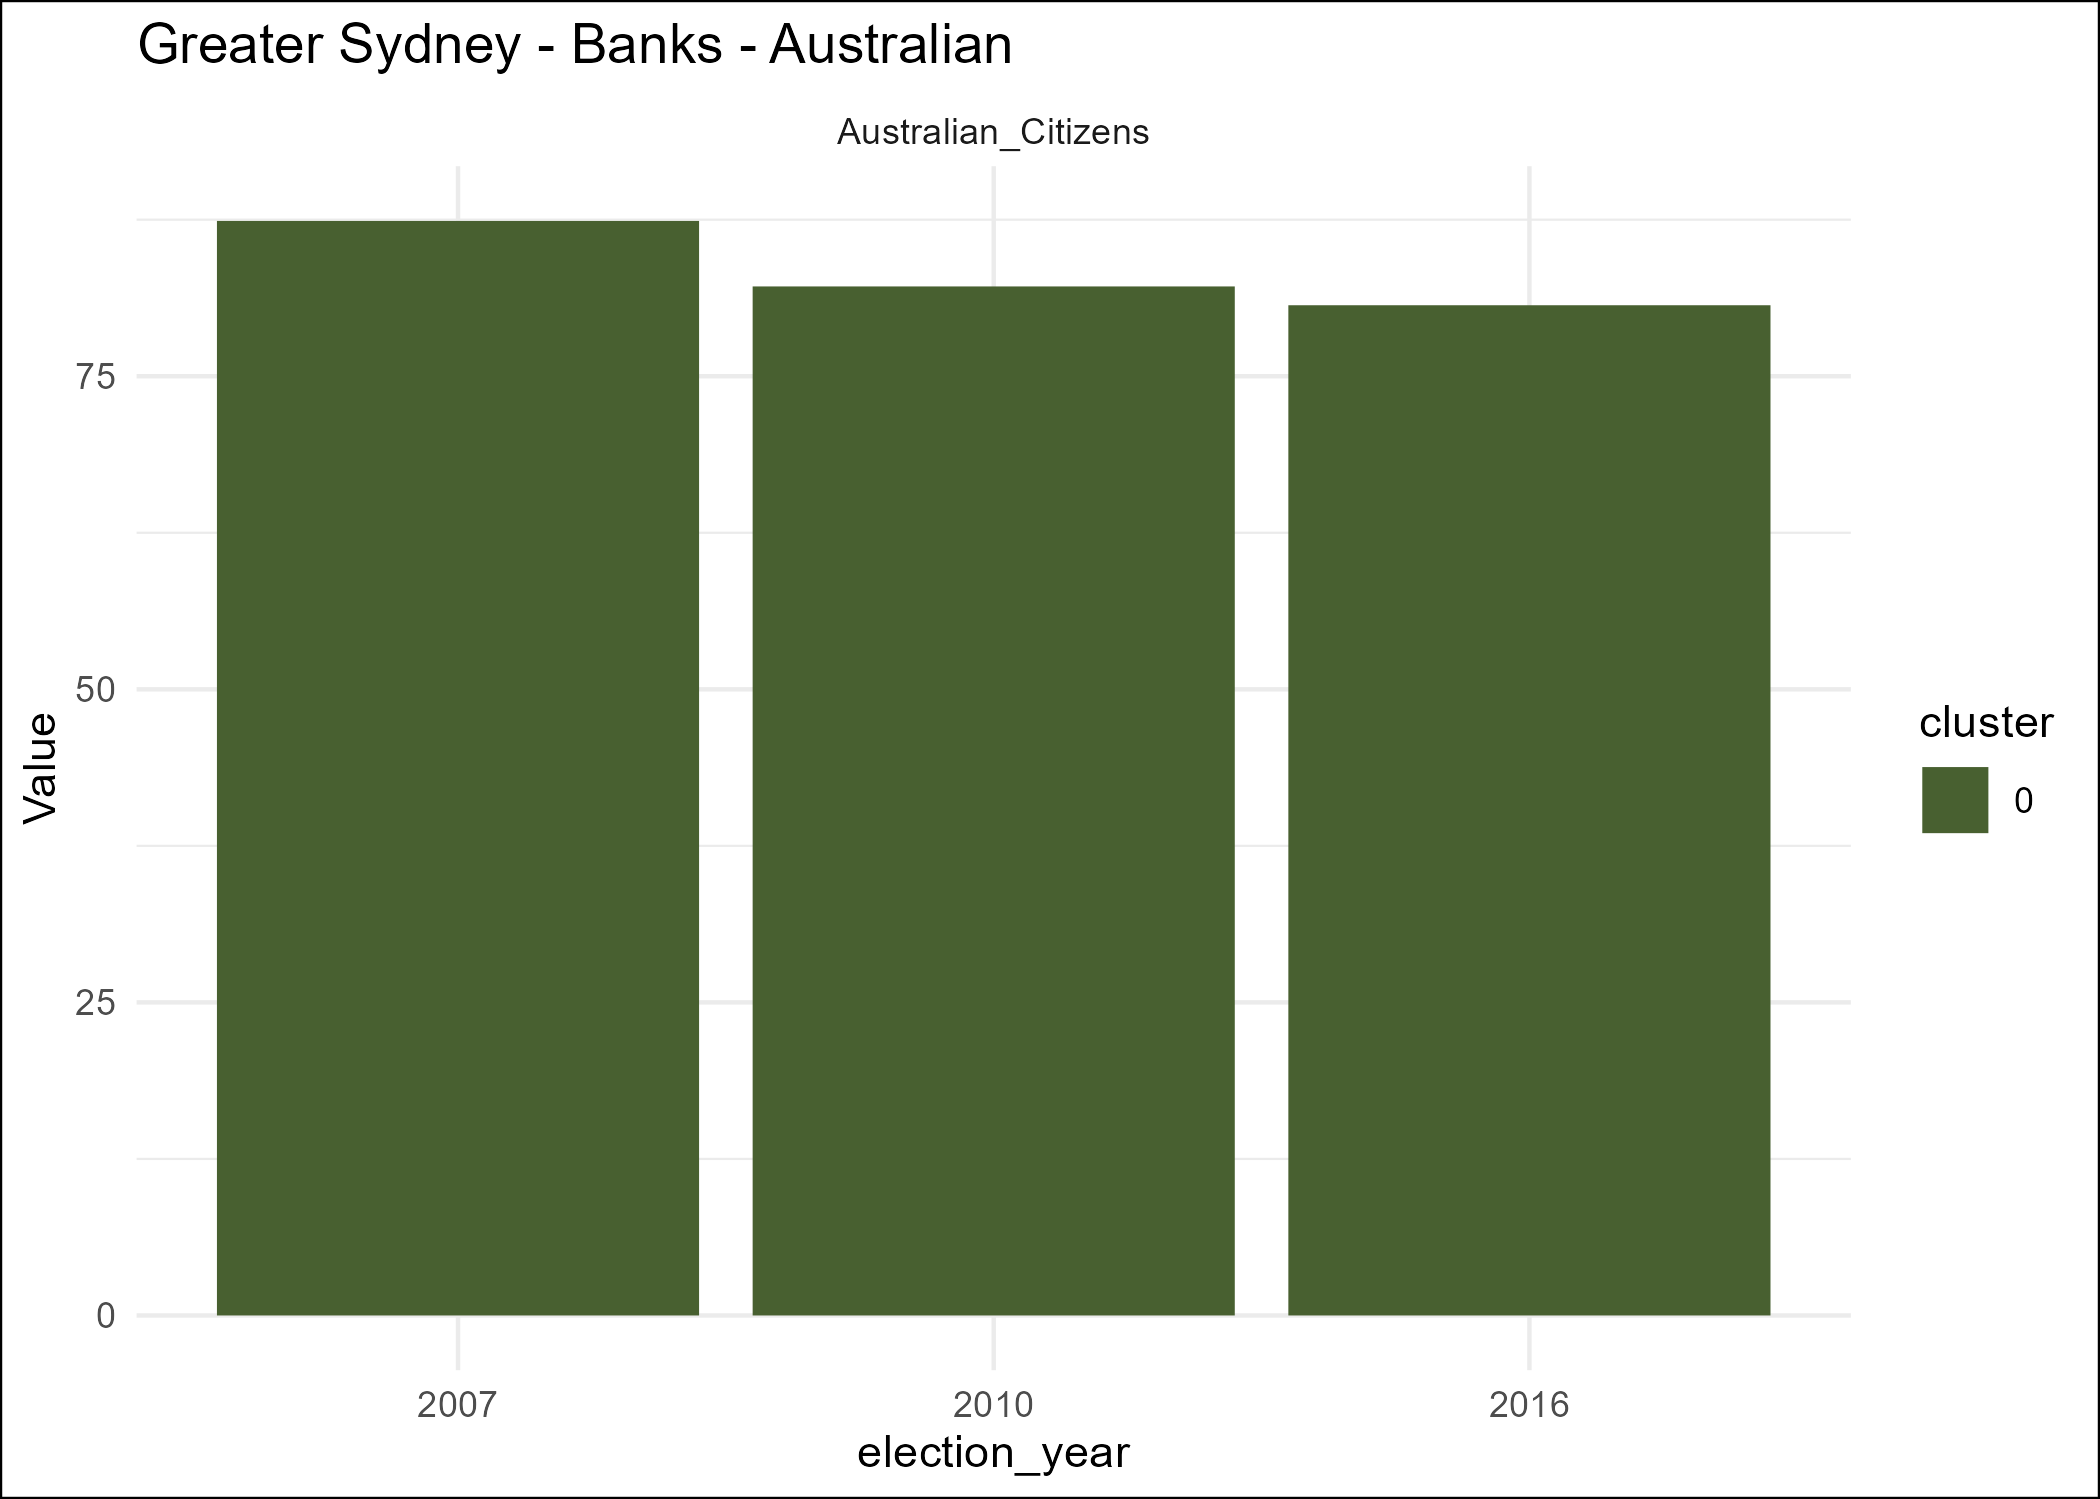 Greater Sydney - Banks - Australian
Australian_Citizens
75
50
25
0
Value
2007 2010 2016
election_year
cluster
0